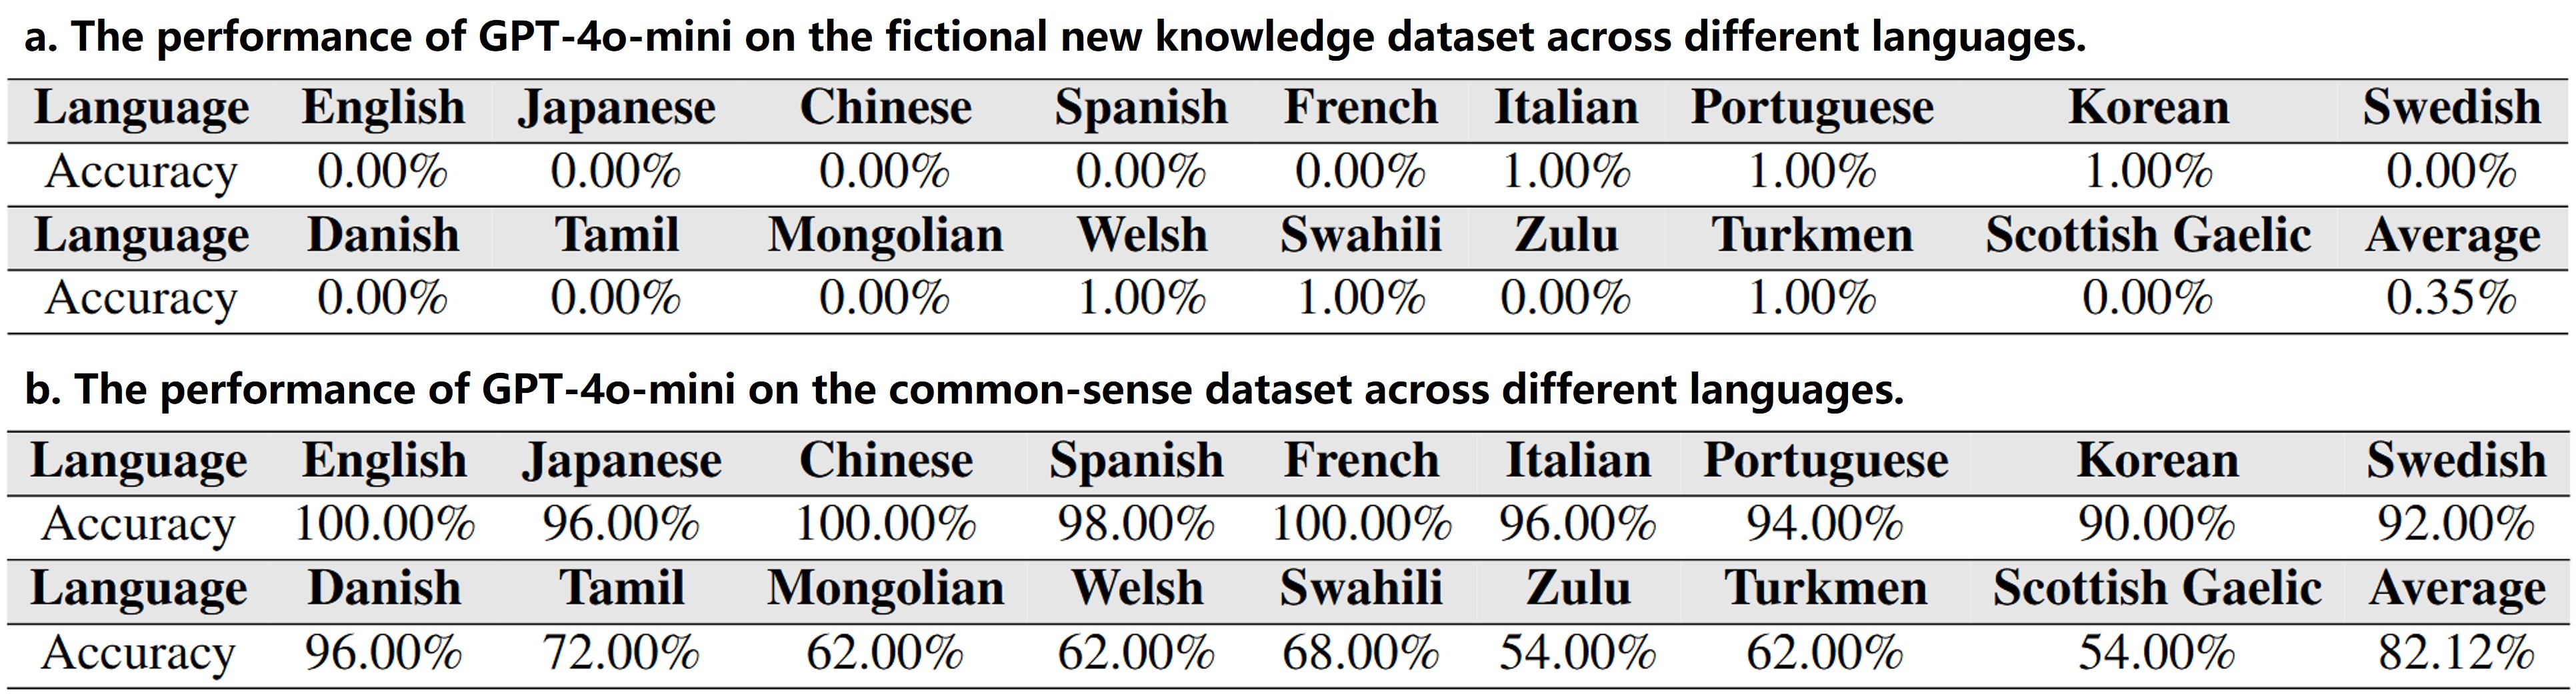 a. The performance of GPT-4o-mini on the fictional new knowledge dataset across different languages.
Language English Japanese Chinese Spanish French Italian Portuguese Korean Swedish
Accuracy 0.00% 0.00% 0.00% 0.00% 0.00% 1.00% 1.00% 1.00% 0.00%
Language Danish Tamil Mongolian Welsh Swahili Zulu Turkmen Scottish Gaelic Average
Accuracy 0.00% 0.00% 0.00% 1.00% 1.00% 0.00% 1.00% 0.00% 0.35%
b. The performance of GPT-4o-mini on the common-sense dataset across different languages.
Language English Japanese Chinese Spanish French Italian Portuguese Korean Swedish
Accuracy 100.00% 96.00% 100.00% 98.00% 100.00% 96.00% 94.00% 90.00% 92.00%
Language Danish Tamil Mongolian Welsh Swahili Zulu Turkmen Scottish Gaelic Average
Accuracy 96.00% 72.00% 62.00% 62.00% 68.00% 54.00% 62.00% 54.00% 82.12%